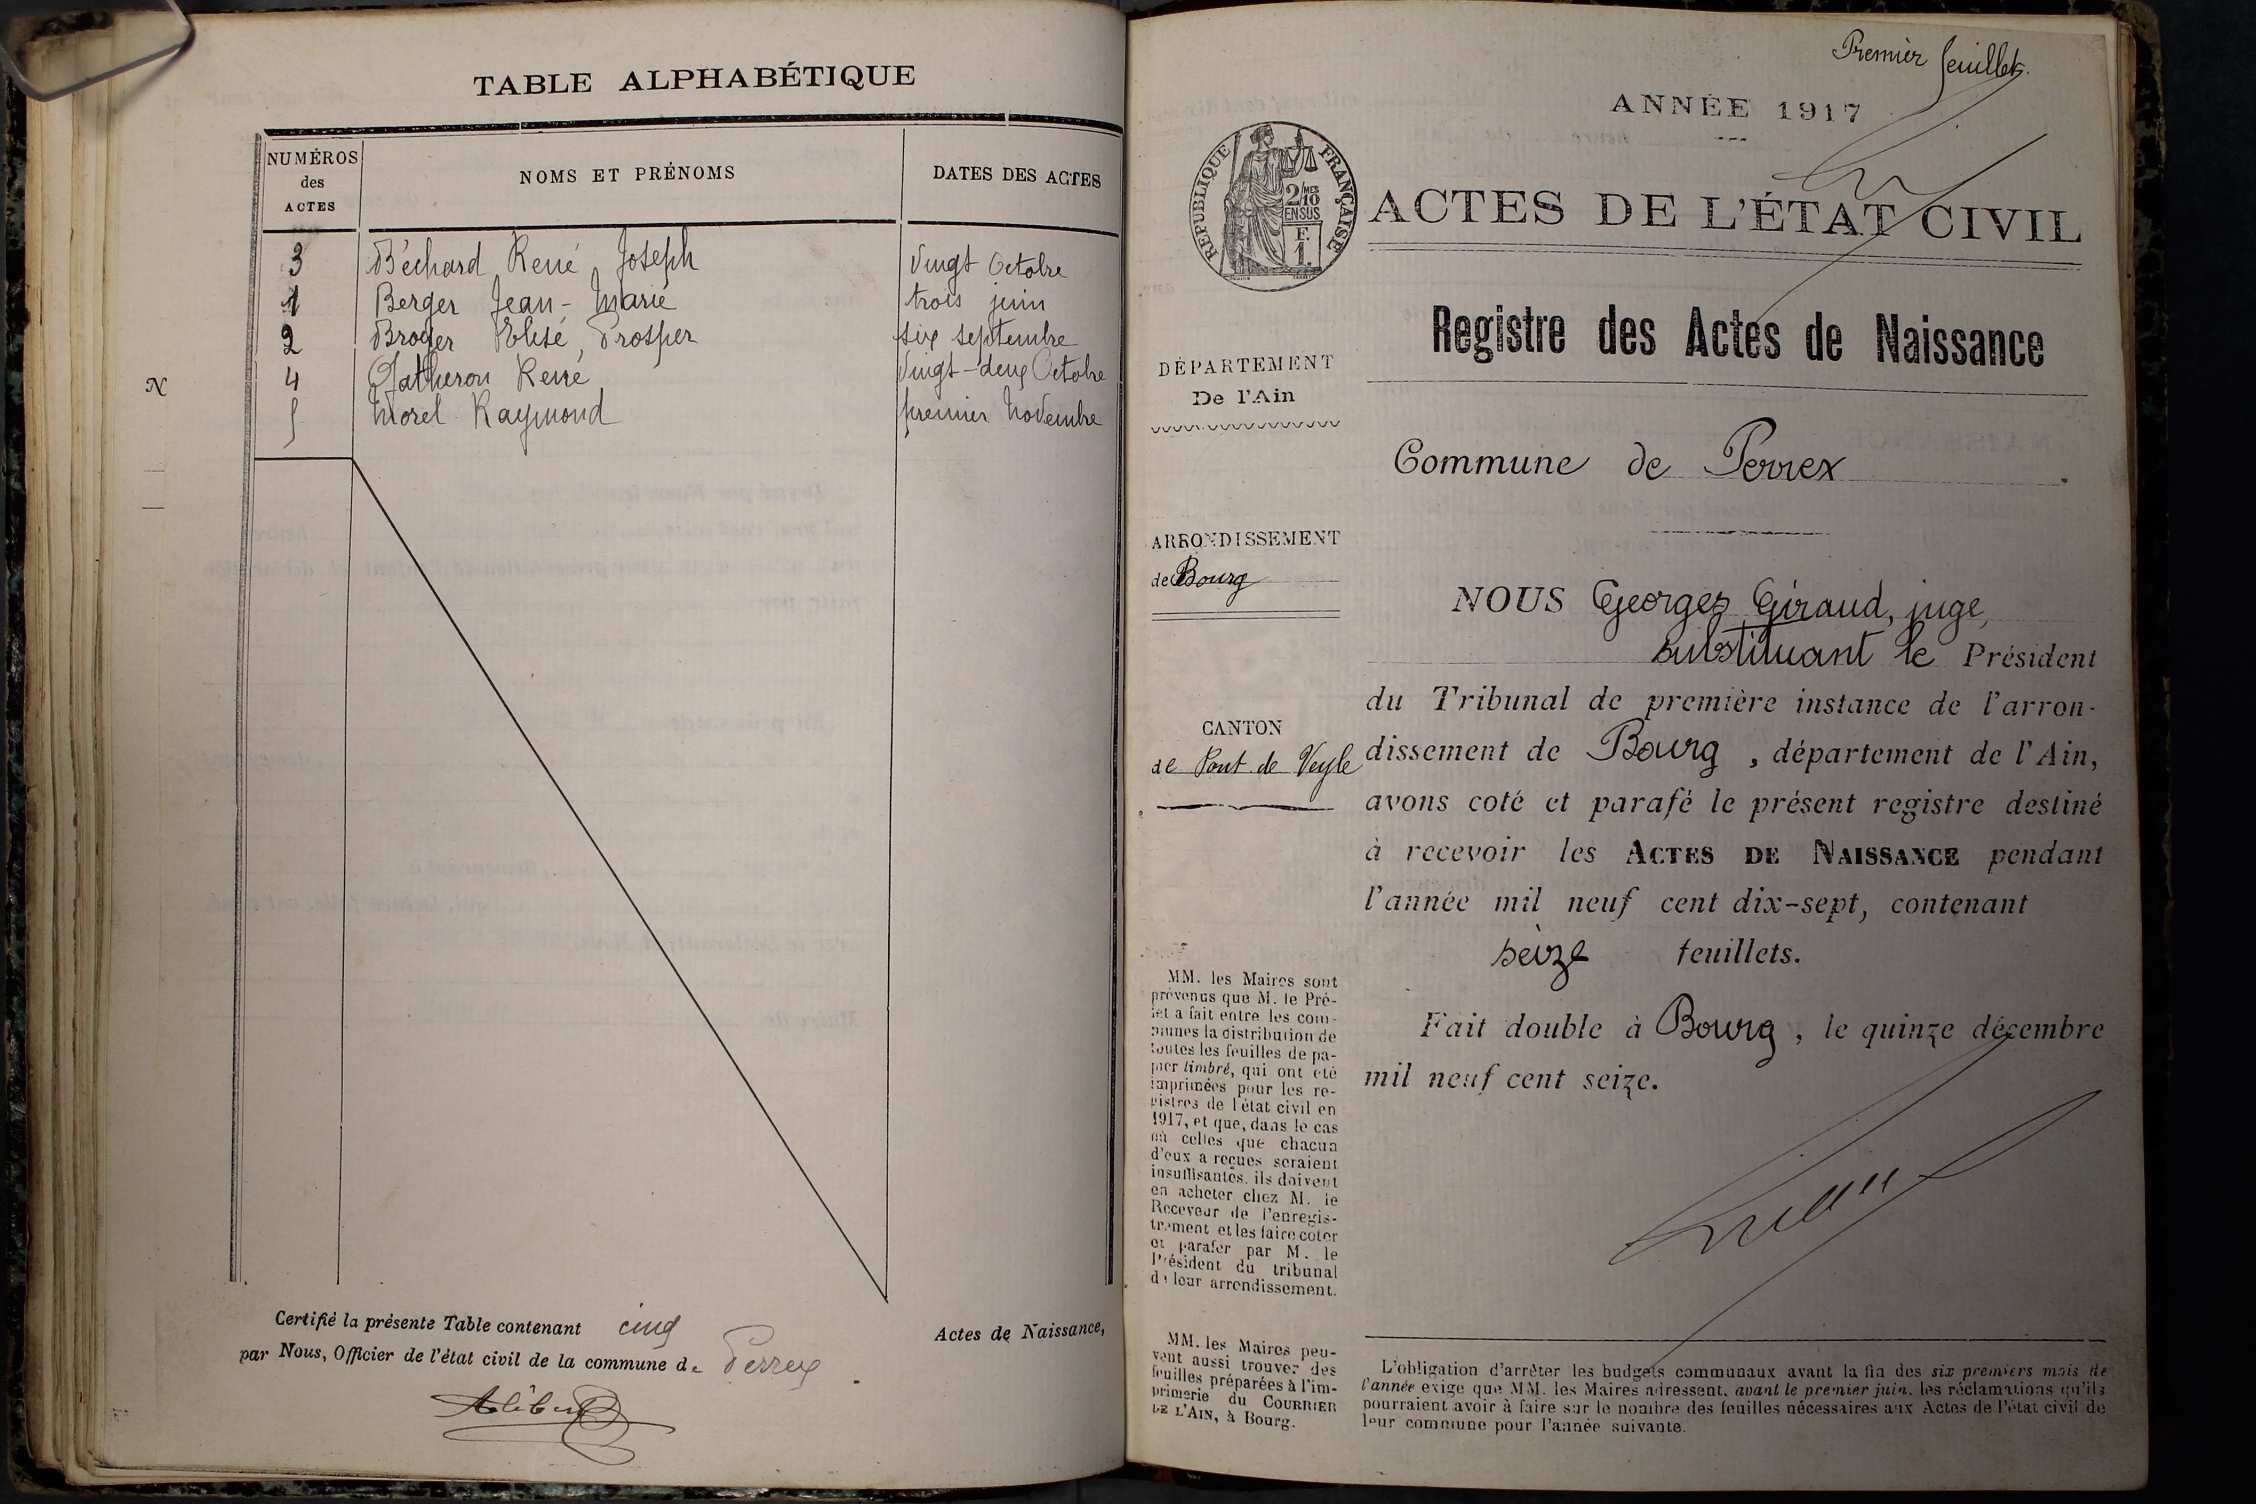 TABLE ALPHABÉTIQUE
NUMÉROS des ACTES
NOMS ET PRÉNOMS
DATES DES ACTES
3 Béchard René Joseph Vingt Octobre
1 Berger Jean-Marie trois juin
2 Broyer Elisé Prosper six septembre
4 Catheron René Vingt-deux Octobre
5 Morel Raymond premier Novembre
N
Certifié la présente Table contenant cinq Actes de Naissance,
par Nous, Officier de l'état civil de la commune de Perrex
Premier feuillet.
ANNÉE 1917
RÉPUBLIQUE FRANÇAISE
2/10MES
EN SUS
F.
1.
ACTES DE L'ÉTAT CIVIL
Registre des Actes de Naissance
DÉPARTEMENT
De l'Ain
Commune de Perrex
ARRONDISSEMENT
de Bourg
CANTON
de Pont de Veyle
NOUS Georges Giraud, juge,
substituant le Président
du Tribunal de première instance de l'arron-
dissement de Bourg, département de l'Ain,
avons coté et parafé le présent registre destiné
à recevoir les ACTES DE NAISSANCE pendant
l'année mil neuf cent dix-sept, contenant
seize feuillets.
Fait double à Bourg, le quinze décembre
mil neuf cent seize.
MM. les Maires sont
prévenus que M. le Pré-
fet a fait entre les com-
munes la distribution de
toutes les feuilles de pa-
pier timbré, qui ont été
imprimées pour les re-
gistres de l'état civil en
1917, et que, dans le cas
où celles que chacun
d'eux a reçues seraient
insuffisantes, ils doivent
en acheter chez M. le
Receveur de l'enregis-
trement et les faire coter
et parafer par M. le
Président du tribunal
de leur arrondissement.
MM. les Maires peu-
vent aussi trouver des
feuilles préparées à l'im-
primerie du COURRIER
DE L'AIN, à Bourg.
L'obligation d'arrêter les budgets communaux avant la fin des six premiers mois de
l'année exige que MM. les Maires adressent, avant le premier juin, les réclamations qu'ils
pourraient avoir à faire sur le nombre des feuilles nécessaires aux Actes de l'état civil de
leur commune pour l'année suivante.